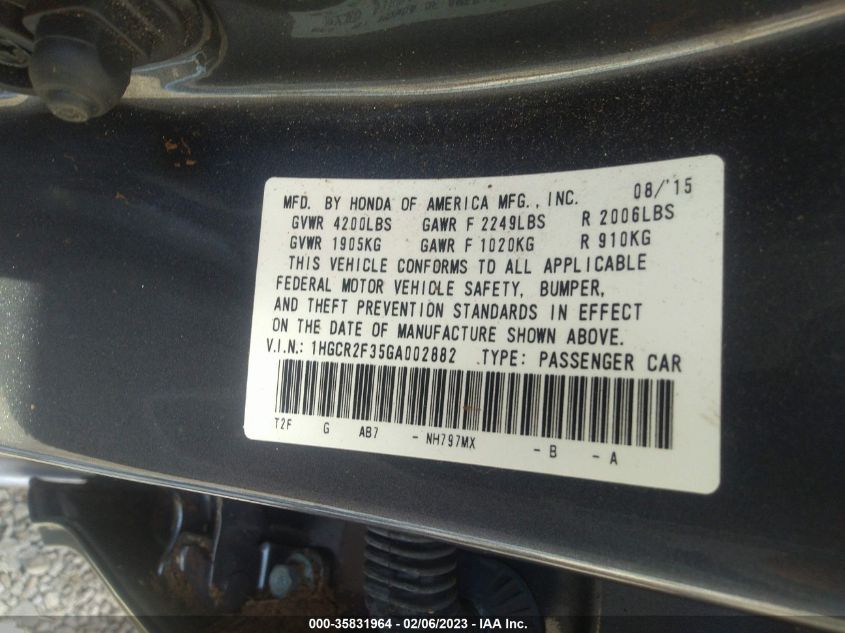 MFD. BY HONDA OF AMERICA MFG., INC. 08/'15
GVWR 4200LBS GAWR F 2249LBS R 2006LBS
GVWR 1905KG GAWR F 1020KG R 910KG
THIS VEHICLE CONFORMS TO ALL APPLICABLE
FEDERAL MOTOR VEHICLE SAFETY, BUMPER,
AND THEFT PREVENTION STANDARDS IN EFFECT
ON THE DATE OF MANUFACTURE SHOWN ABOVE.
V.I.N.: 1HGCR2F35GA002882 TYPE: PASSENGER CAR
T2F G AB7 - NH797MX - B - A
000-35831964 - 02/06/2023 - IAA Inc.